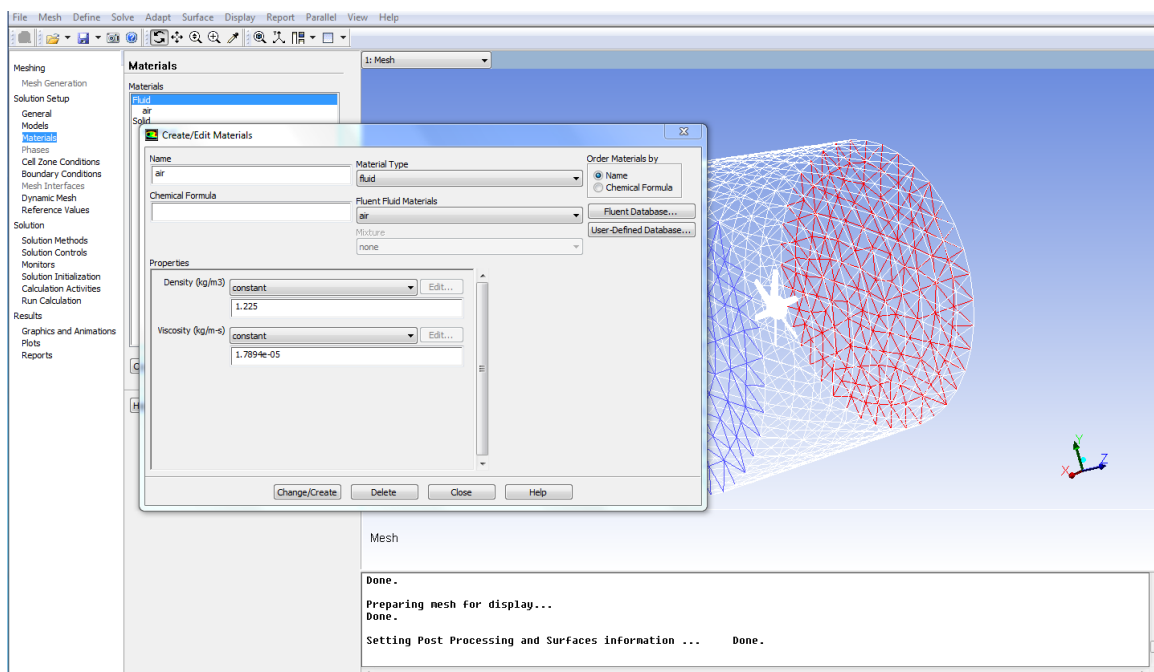 File Mesh Define Solve Adapt Surface Display Report Parallel View Help
Meshing
Mesh Generation
Solution Setup
General
Models
Materials
Phases
Cell Zone Conditions
Boundary Conditions
Mesh Interfaces
Dynamic Mesh
Reference Values
Solution
Solution Methods
Solution Controls
Monitors
Solution Initialization
Calculation Activities
Run Calculation
Results
Graphics and Animations
Plots
Reports
Materials
Materials
Fluid
air
Solid
1: Mesh
Create/Edit Materials
Name
air
Chemical Formula
Material Type
fluid
Fluent Fluid Materials
air
Mixture
none
Order Materials by
Name
Chemical Formula
Fluent Database...
User-Defined Database...
Properties
Density (kg/m3)
constant
Edit...
1.225
Viscosity (kg/m-s)
constant
Edit...
1.7894e-05
Change/Create
Delete
Close
Help
Y
Z
X
Mesh
Done.
Preparing mesh for display...
Done.
Setting Post Processing and Surfaces information ... Done.